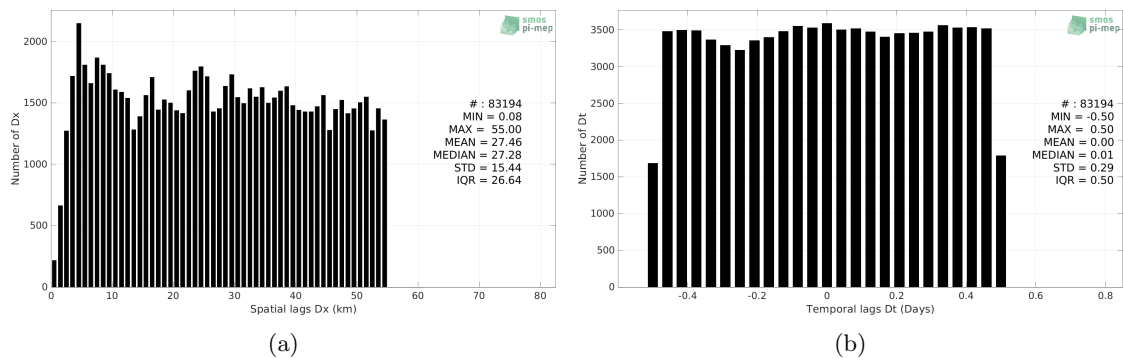 smos
pi-mep
2000
1500
1000
500
0
Number of Dx
# : 83194
MIN = 0.08
MAX = 55.00
MEAN = 27.46
MEDIAN = 27.28
STD = 15.44
IQR = 26.64
0 10 20 30 40 50 60 70 80
Spatial lags Dx (km)
(a)
smos
pi-mep
3500
3000
2500
2000
1500
1000
500
0
Number of Dt
# : 83194
MIN = -0.50
MAX = 0.50
MEAN = 0.00
MEDIAN = 0.01
STD = 0.29
IQR = 0.50
-0.4 -0.2 0 0.2 0.4 0.6 0.8
Temporal lags Dt (Days)
(b)